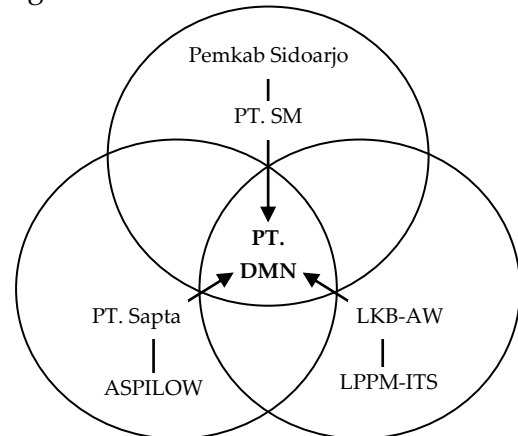 g
Pemkab Sidoarjo
PT. SM
PT.
DMN
PT. Sapta
LKB-AW
ASPILOW
LPPM-ITS